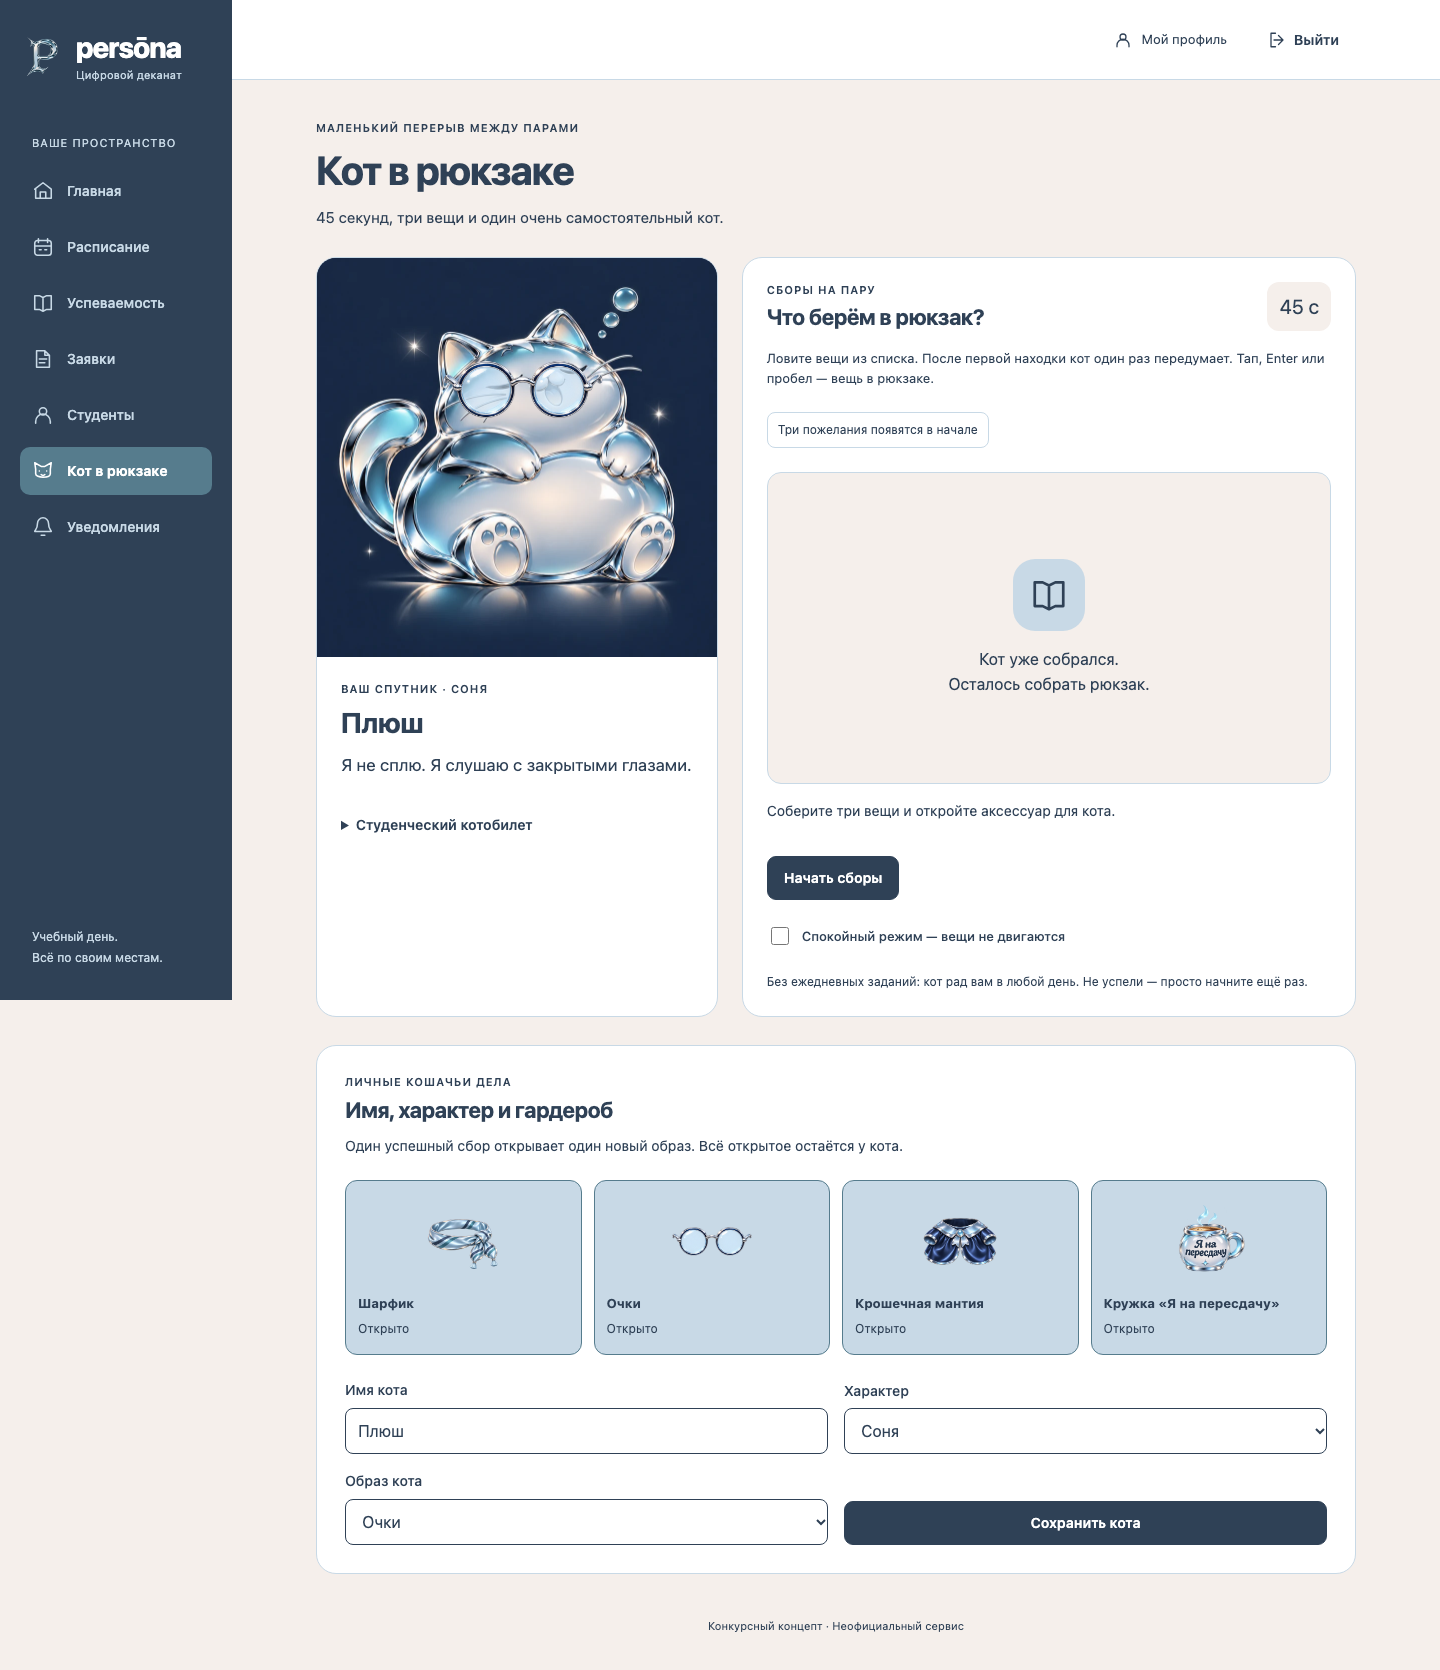 persōna
Цифровой деканат
ВАШЕ ПРОСТРАНСТВО
Главная
Расписание
Успеваемость
Заявки
Студенты
Кот в рюкзаке
Уведомления
Учебный день.
Всё по своим местам.
Мой профиль
Выйти
МАЛЕНЬКИЙ ПЕРЕРЫВ МЕЖДУ ПАРАМИ
Кот в рюкзаке
45 секунд, три вещи и один очень самостоятельный кот.
ВАШ СПУТНИК · СОНЯ
Плюш
Я не сплю. Я слушаю с закрытыми глазами.
Студенческий котобилет
СБОРЫ НА ПАРУ
Что берём в рюкзак?
45 с
Ловите вещи из списка. После первой находки кот один раз передумает. Тап, Enter или
пробел — вещь в рюкзаке.
Три пожелания появятся в начале
Кот уже собрался.
Осталось собрать рюкзак.
Соберите три вещи и откройте аксессуар для кота.
Начать сборы
Спокойный режим — вещи не двигаются
Без ежедневных заданий: кот рад вам в любой день. Не успели — просто начните ещё раз.
ЛИЧНЫЕ КОШАЧЬИ ДЕЛА
Имя, характер и гардероб
Один успешный сбор открывает один новый образ. Всё открытое остаётся у кота.
Шарфик
Открыто
Очки
Открыто
Крошечная мантия
Открыто
Я на
пересдачу
Кружка «Я на пересдачу»
Открыто
Имя кота
Плюш
Характер
Соня
Образ кота
Очки
Сохранить кота
Конкурсный концепт · Неофициальный сервис